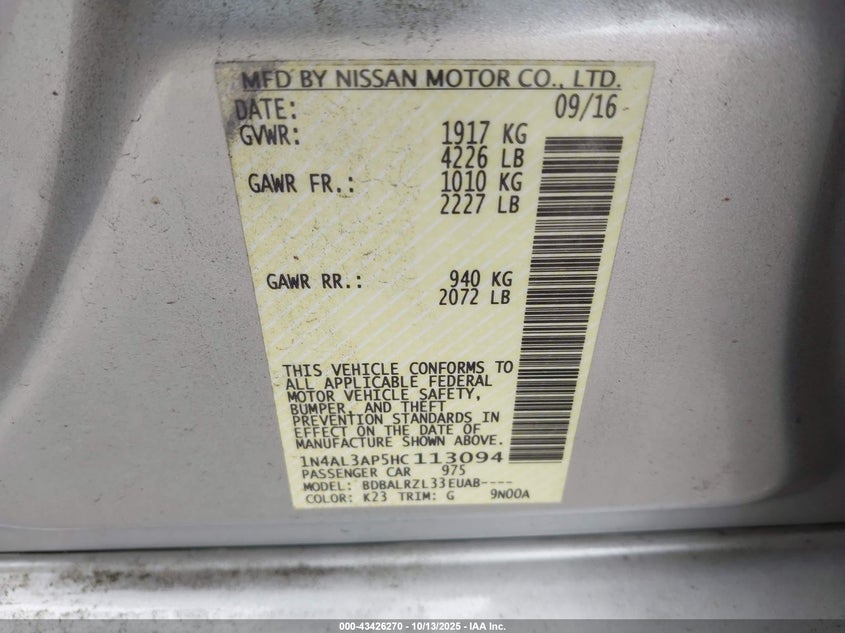 MFD BY NISSAN MOTOR CO., LTD.
DATE: 09/16
GVWR: 1917 KG
4226 LB
GAWR FR.: 1010 KG
2227 LB
GAWR RR.: 940 KG
2072 LB
THIS VEHICLE CONFORMS TO
ALL APPLICABLE FEDERAL
MOTOR VEHICLE SAFETY,
BUMPER, AND THEFT
PREVENTION STANDARDS IN
EFFECT ON THE DATE OF
MANUFACTURE SHOWN ABOVE.
1N4AL3AP5HC113094
PASSENGER CAR 975
MODEL: BDBALRZL33EUAB----
COLOR: K23 TRIM: G 9N00A
000-43426270 - 10/13/2025 - IAA Inc.